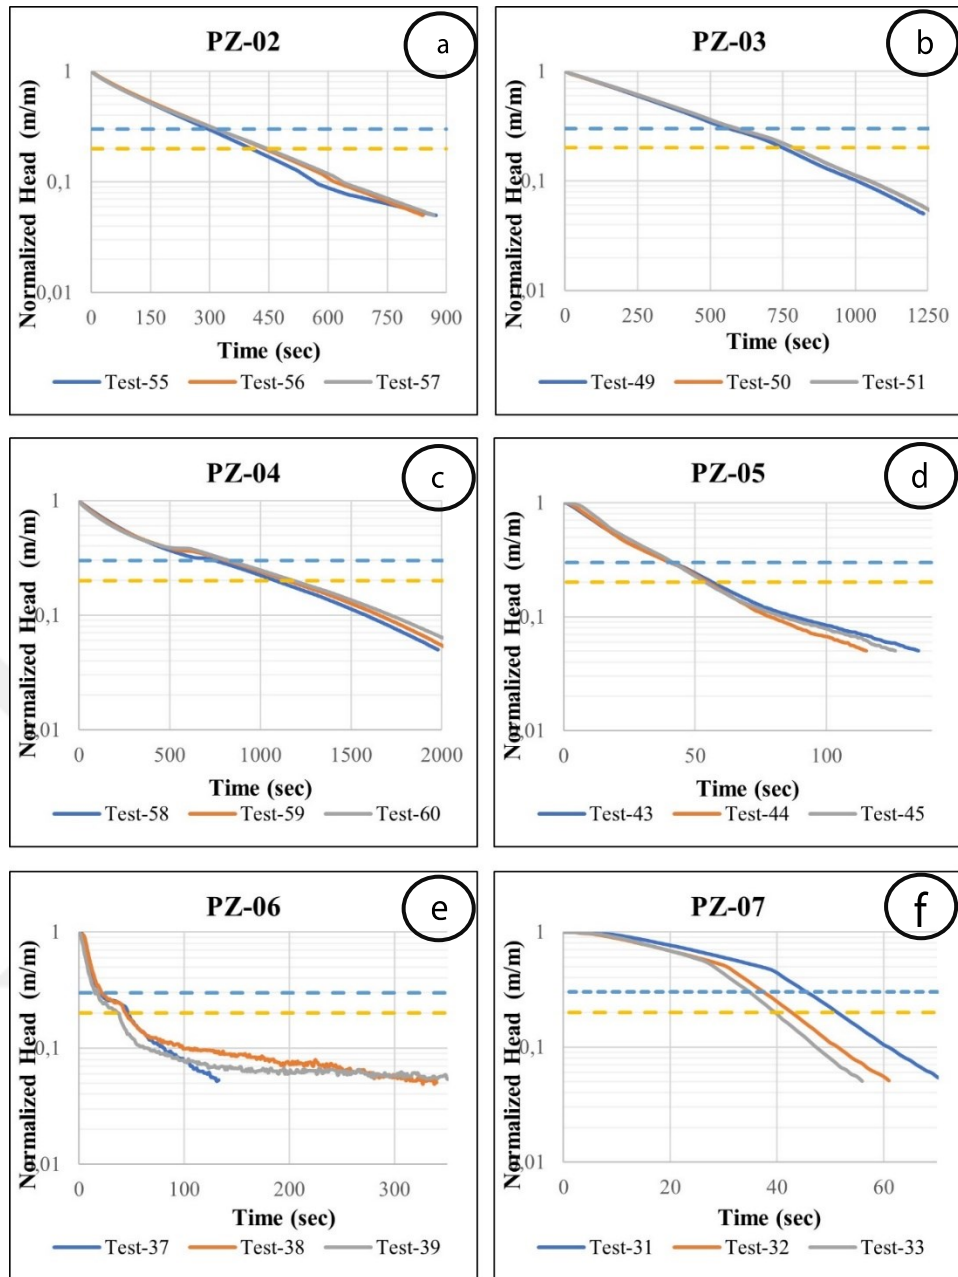 PZ-02
a
Normalized Head (m/m)
1
0,1
0,01
0 150 300 450 600 750 900
Time (sec)
Test-55 Test-56 Test-57
PZ-03
b
Normalized Head (m/m)
1
0,1
0,01
0 250 500 750 1000 1250
Time (sec)
Test-49 Test-50 Test-51
PZ-04
c
Normalized Head (m/m)
1
0,1
0,01
0 500 1000 1500 2000
Time (sec)
Test-58 Test-59 Test-60
PZ-05
d
Normalized Head (m/m)
1
0,1
0,01
0 50 100
Time (sec)
Test-43 Test-44 Test-45
PZ-06
e
Normalized Head (m/m)
1
0,1
0,01
0 100 200 300
Time (sec)
Test-37 Test-38 Test-39
PZ-07
f
Normalized Head (m/m)
1
0,1
0,01
0 20 40 60
Time (sec)
Test-31 Test-32 Test-33